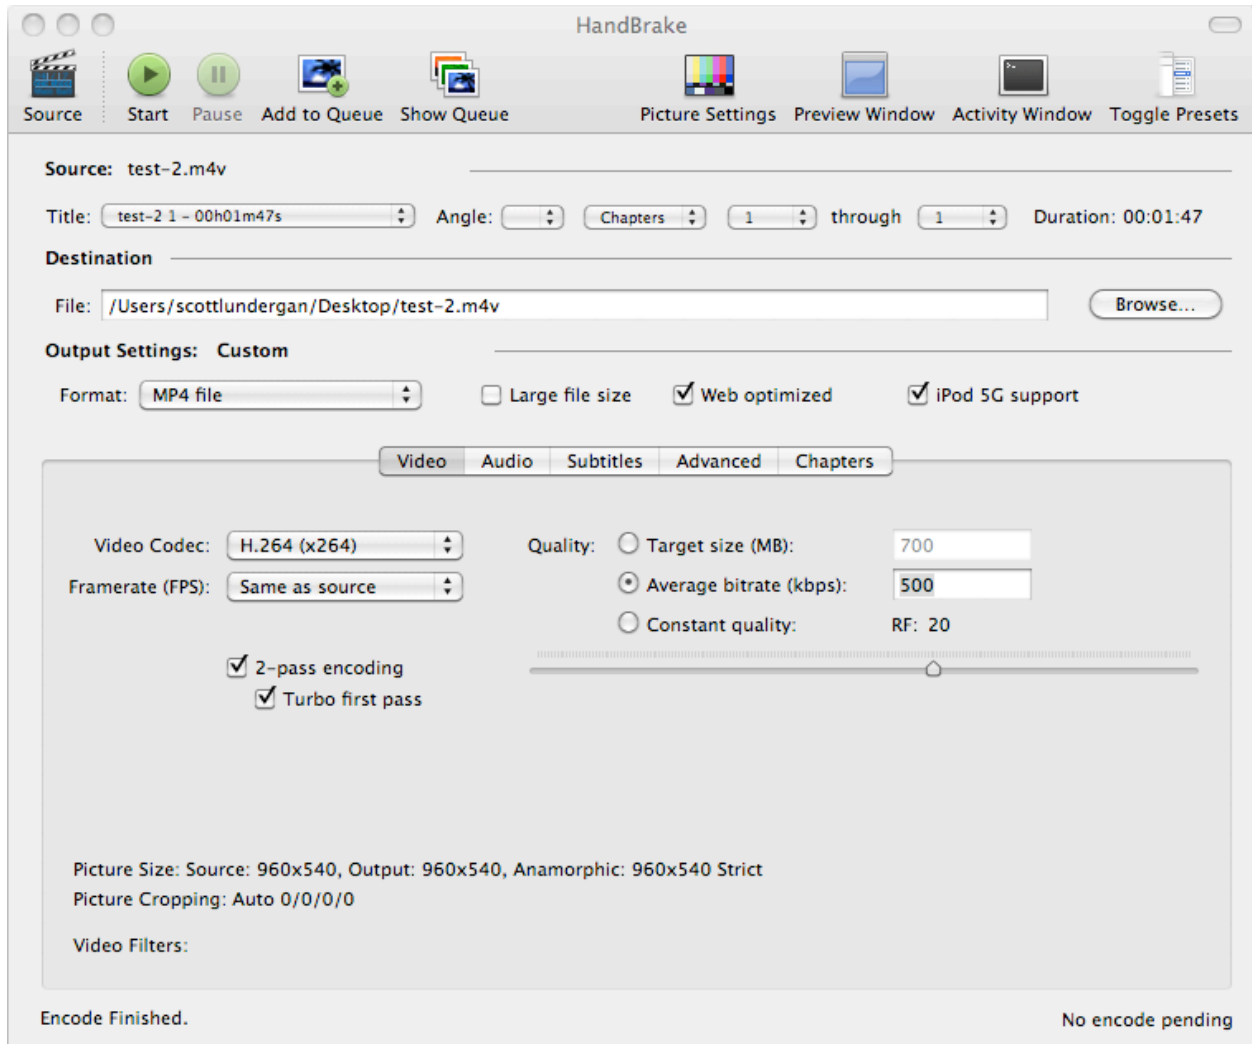 HandBrake
Source Start Pause Add to Queue Show Queue Picture Settings Preview Window Activity Window Toggle Presets
Source: test-2.m4v
Title: test-2 1 - 00h01m47s Angle: Chapters 1 through 1 Duration: 00:01:47
Destination
File: /Users/scottlundergan/Desktop/test-2.m4v Browse...
Output Settings: Custom
Format: MP4 file Large file size Web optimized iPod 5G support
Video Audio Subtitles Advanced Chapters
Video Codec: H.264 (x264) Quality: Target size (MB): 700
Framerate (FPS): Same as source Average bitrate (kbps): 500
Constant quality: RF: 20
2-pass encoding
Turbo first pass
Picture Size: Source: 960x540, Output: 960x540, Anamorphic: 960x540 Strict
Picture Cropping: Auto 0/0/0/0
Video Filters:
Encode Finished. No encode pending